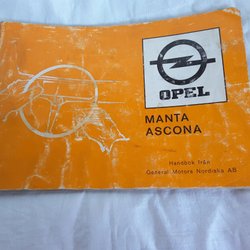 OPEL
MANTA
ASCONA
Handbok från
General Motors Nordiska AB